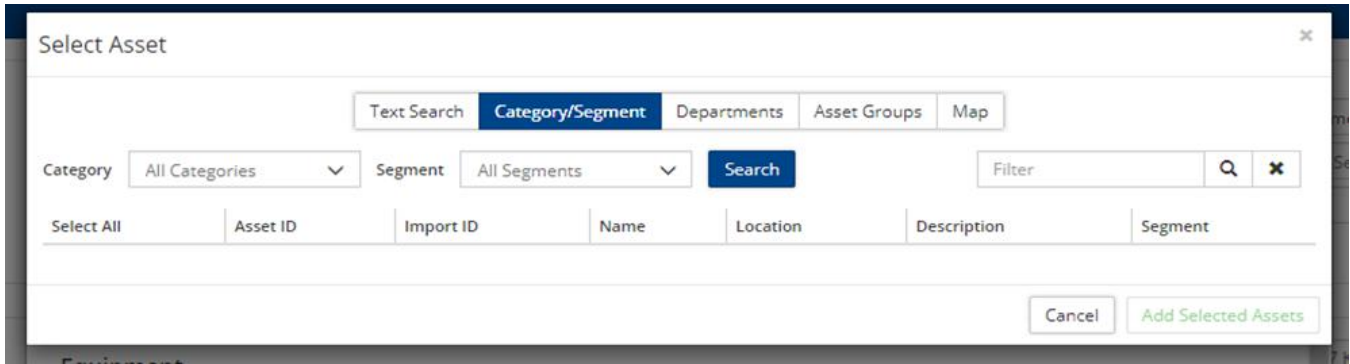 Select Asset
Text Search Category/Segment Departments Asset Groups Map
Category All Categories Segment All Segments Search Filter
Select All Asset ID Import ID Name Location Description Segment
Cancel Add Selected Assets